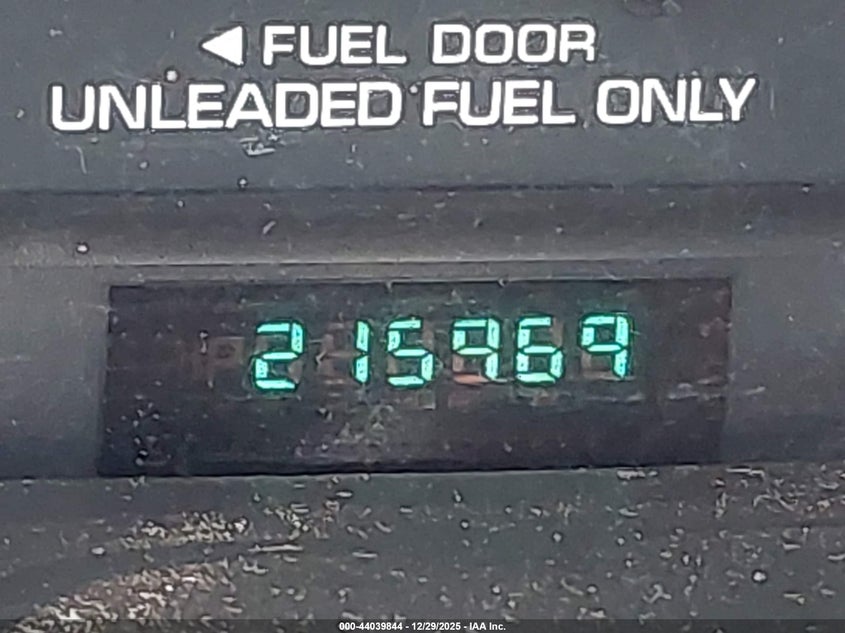 ◀ FUEL DOOR
UNLEADED FUEL ONLY
215969
000-44039844 - 12/29/2025 - IAA Inc.